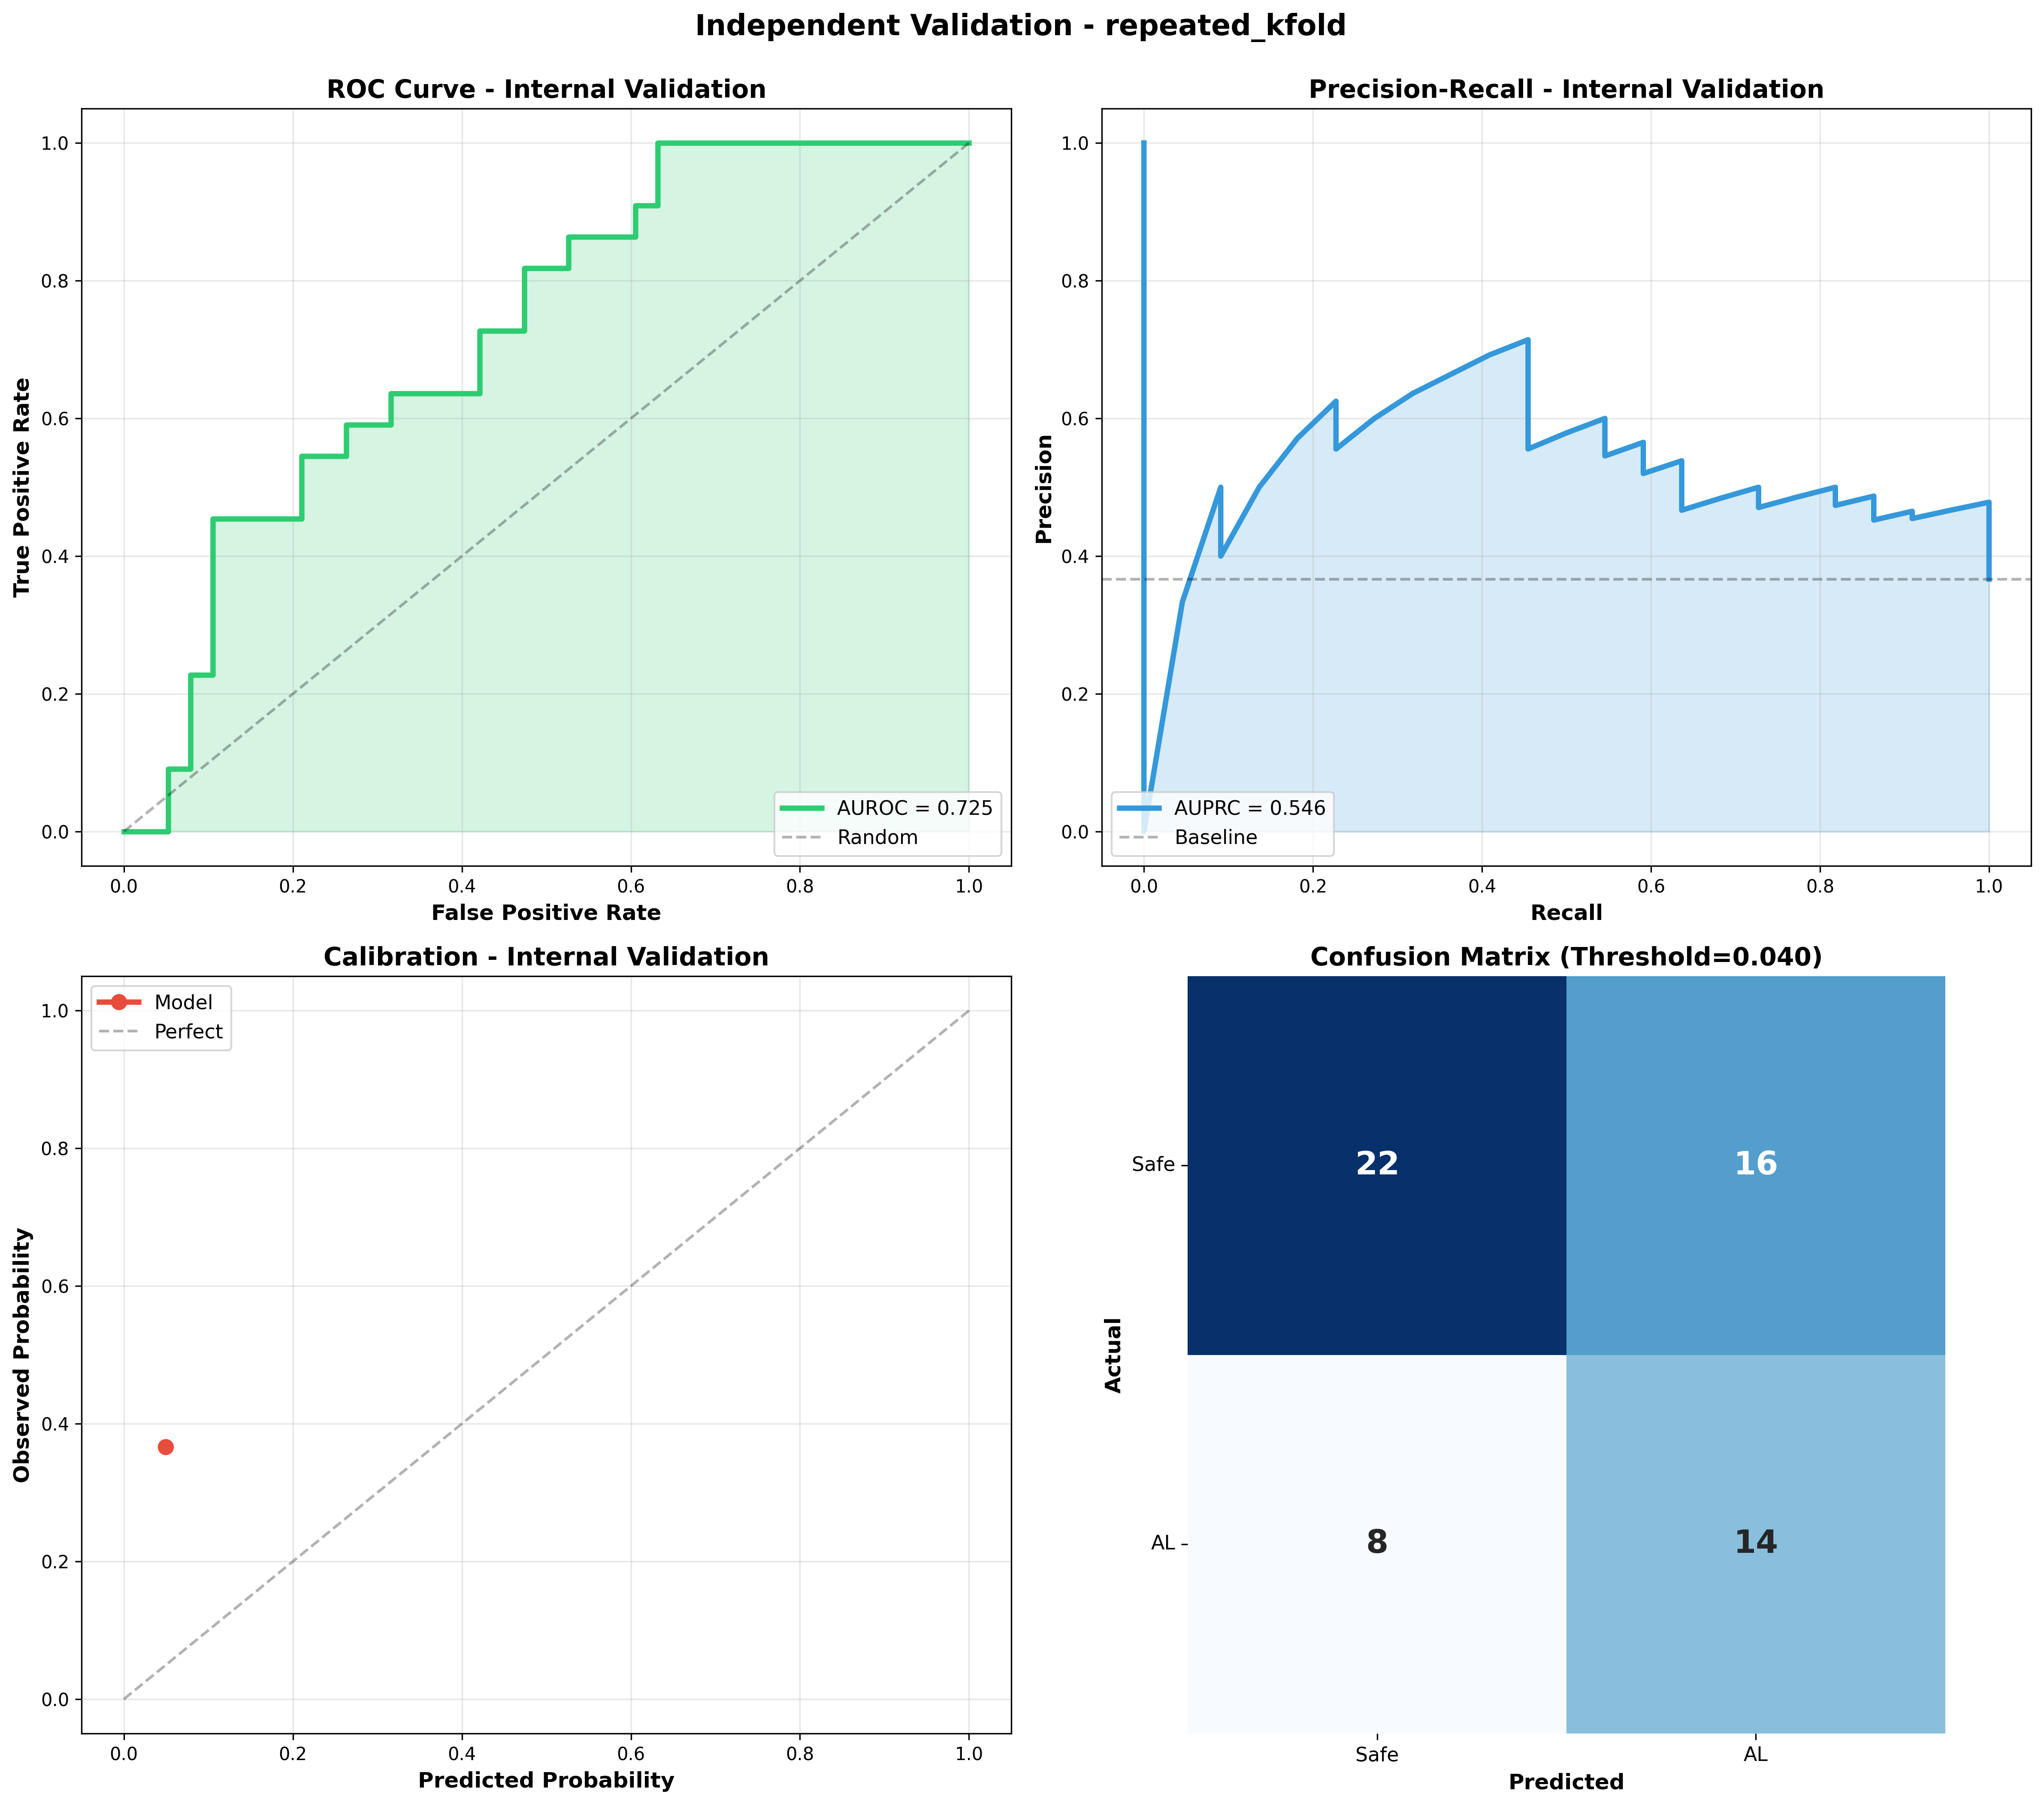 Independent Validation - repeated_kfold
ROC Curve - Internal Validation
True Positive Rate
1.0
0.8
0.6
0.4
0.2
0.0
0.0 0.2 0.4 0.6 0.8 1.0
False Positive Rate
AUROC = 0.725
Random
Precision-Recall - Internal Validation
Precision
1.0
0.8
0.6
0.4
0.2
0.0
0.0 0.2 0.4 0.6 0.8 1.0
Recall
AUPRC = 0.546
Baseline
Calibration - Internal Validation
Model
Perfect
Observed Probability
1.0
0.8
0.6
0.4
0.2
0.0
0.0 0.2 0.4 0.6 0.8 1.0
Predicted Probability
Confusion Matrix (Threshold=0.040)
Actual
Safe
22 16
AL
8 14
Safe AL
Predicted